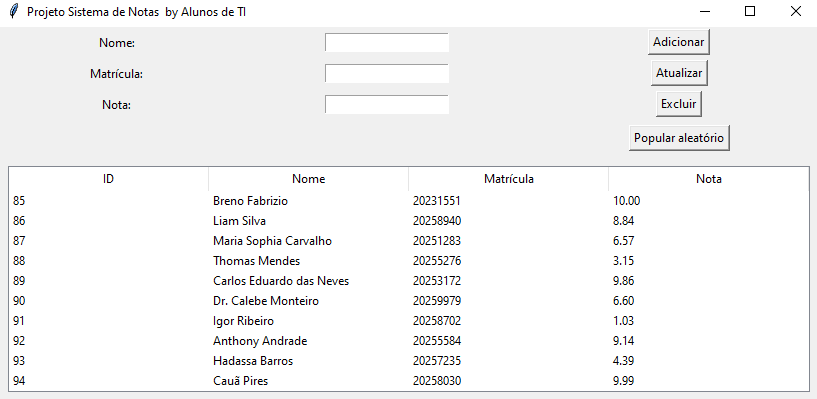 Projeto Sistema de Notas by Alunos de TI
Nome: Adicionar
Matrícula: Atualizar
Nota: Excluir
Popular aleatório
ID Nome Matrícula Nota
85 Breno Fabrizio 20231551 10.00
86 Liam Silva 20258940 8.84
87 Maria Sophia Carvalho 20251283 6.57
88 Thomas Mendes 20255276 3.15
89 Carlos Eduardo das Neves 20253172 9.86
90 Dr. Calebe Monteiro 20259979 6.60
91 Igor Ribeiro 20258702 1.03
92 Anthony Andrade 20255584 9.14
93 Hadassa Barros 20257235 4.39
94 Cauã Pires 20258030 9.99